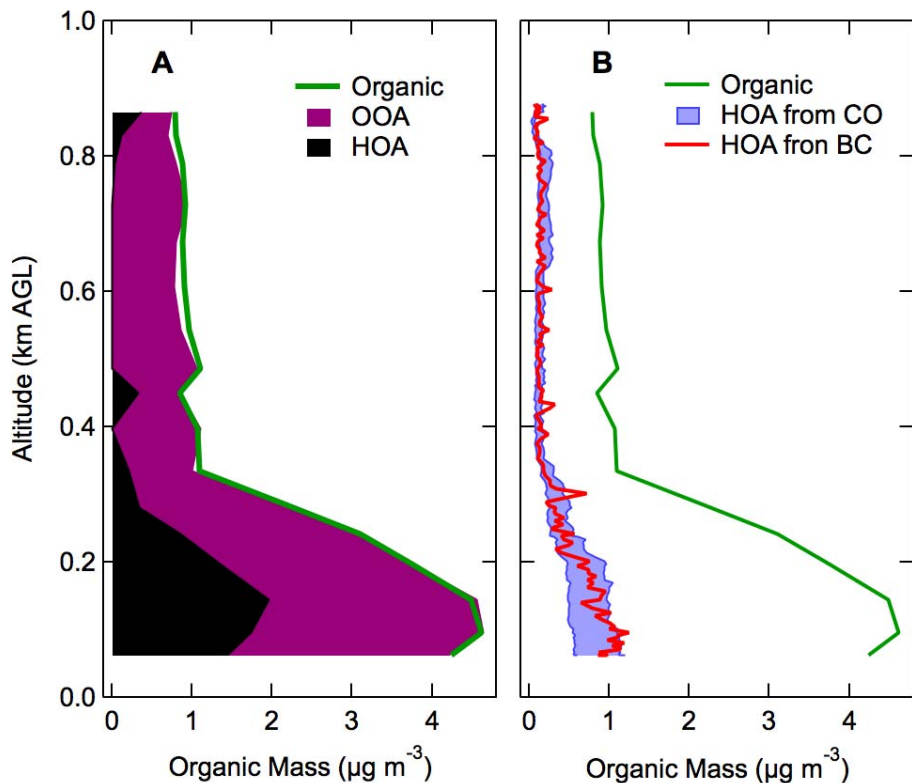 A
Organic
OOA
HOA
1.0
0.8
0.6
0.4
0.2
0.0
Altitude (km AGL)
0 1 2 3 4
Organic Mass (µg m⁻³)
B
Organic
HOA from CO
HOA fron BC
0 1 2 3 4
Organic Mass (µg m⁻³)